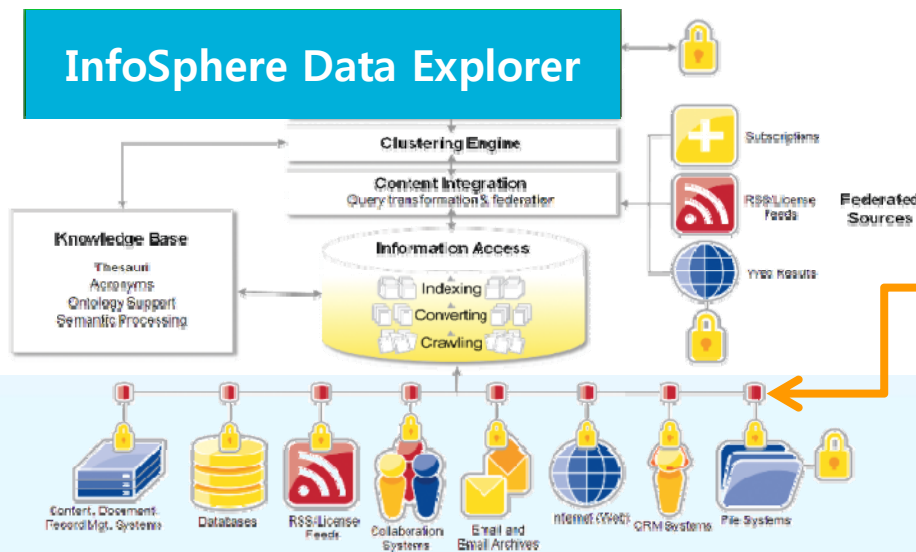 InfoSphere Data Explorer
Clustering Engine
Content Integration
Query transformation & federation
Subscriptions
RSS/License
Feeds
Federated
Sources
Web Results
Knowledge Base
Thesauri
Acronyms
Ontology Support
Semantic Processing
Information Access
Indexing
Converting
Crawling
Content, Document
Record Mgt. Systems
Databases
RSS/License
Feeds
Collaboration
Systems
Email and
Email Archives
Internet (Web)
CRM Systems
File Systems